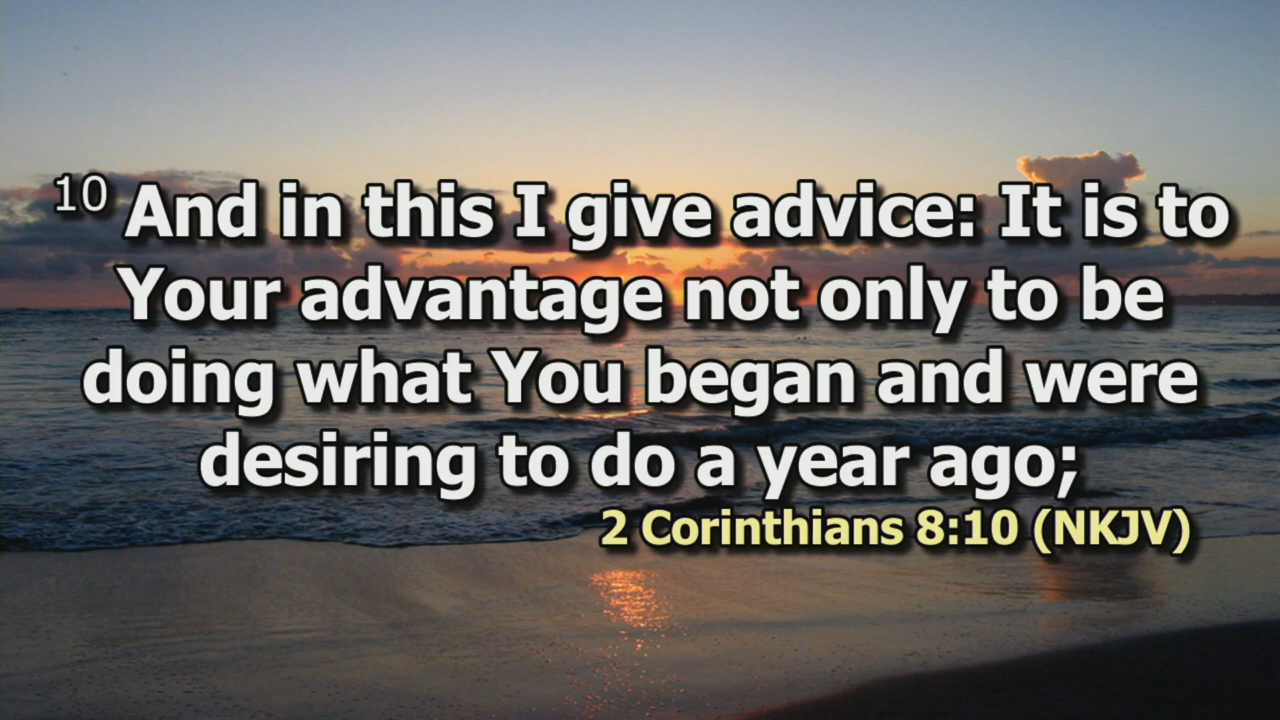 10 And in this I give advice: It is to
Your advantage not only to be
doing what You began and were
desiring to do a year ago;
2 Corinthians 8:10 (NKJV)